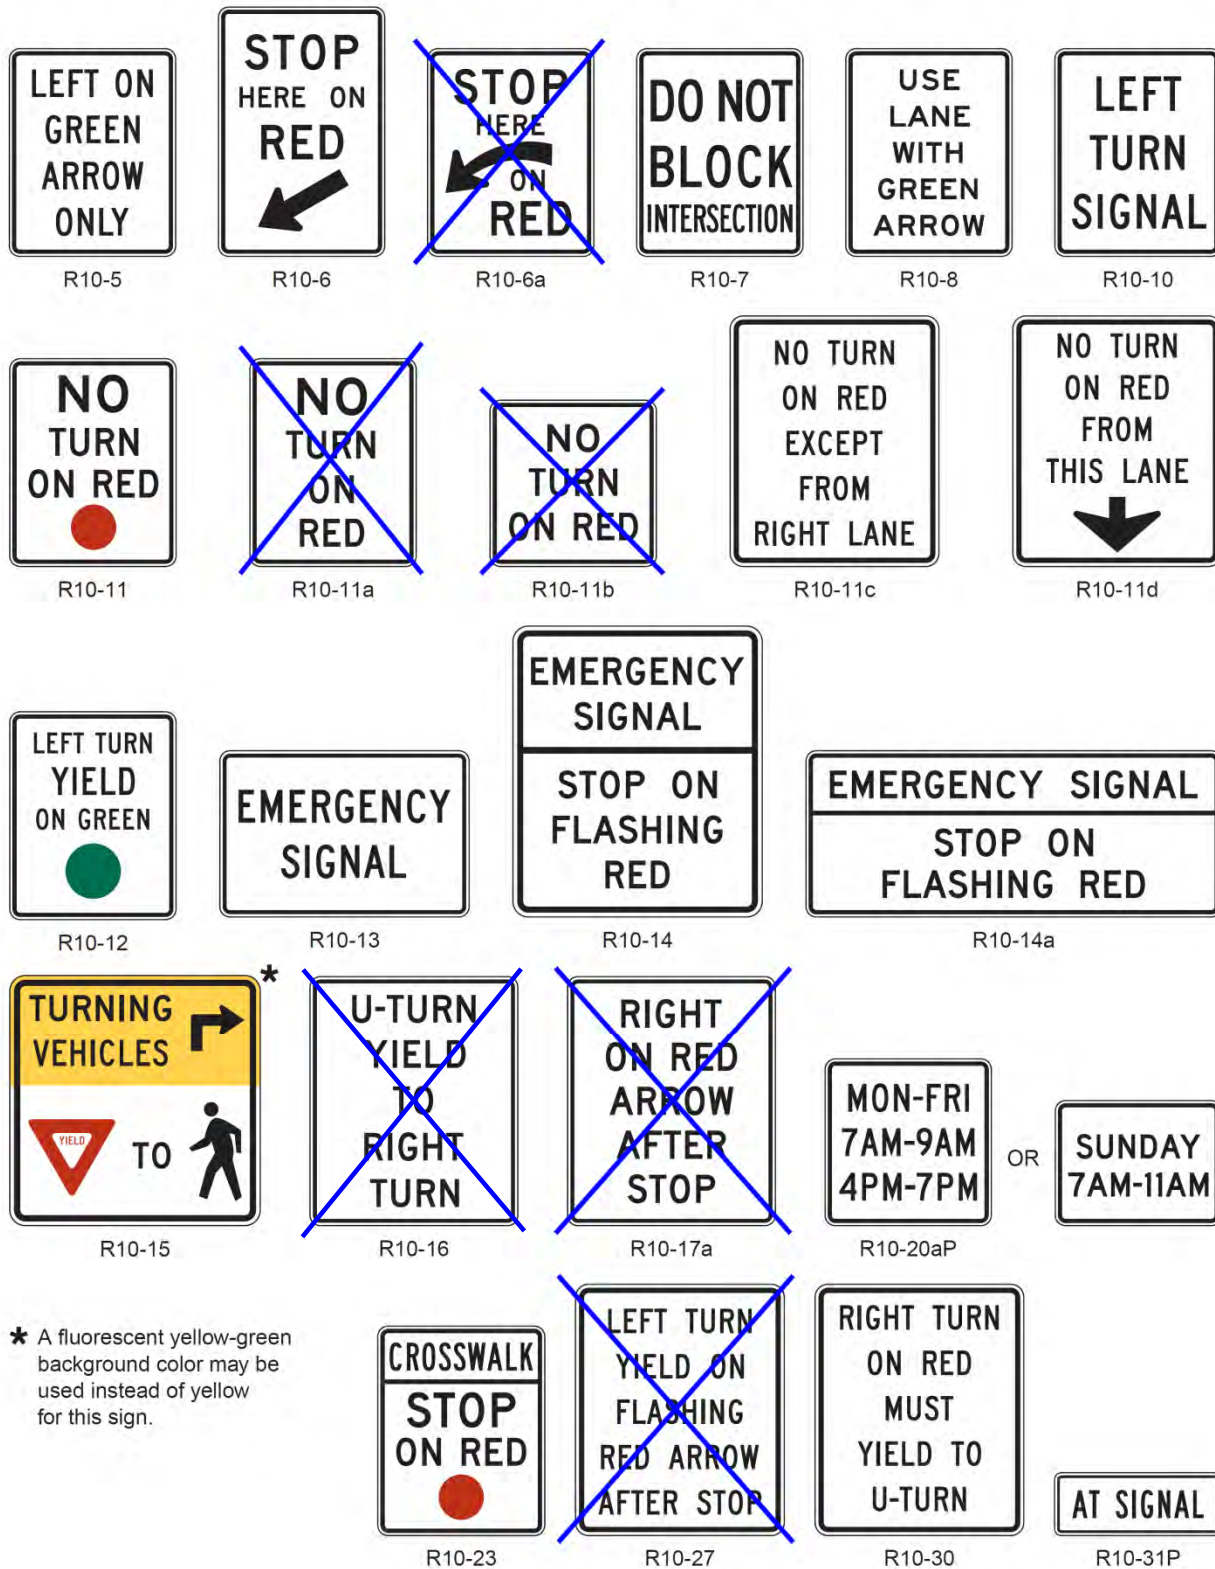 LEFT ON
GREEN
ARROW
ONLY
R10-5
STOP
HERE ON
RED
R10-6
STOP
HERE
ON
RED
R10-6a
DO NOT
BLOCK
INTERSECTION
R10-7
USE
LANE
WITH
GREEN
ARROW
R10-8
LEFT
TURN
SIGNAL
R10-10
NO
TURN
ON RED
R10-11
NO
TURN
ON
RED
R10-11a
NO
TURN
ON RED
R10-11b
NO TURN
ON RED
EXCEPT
FROM
RIGHT LANE
R10-11c
NO TURN
ON RED
FROM
THIS LANE
R10-11d
LEFT TURN
YIELD
ON GREEN
R10-12
EMERGENCY
SIGNAL
R10-13
EMERGENCY
SIGNAL
STOP ON
FLASHING
RED
R10-14
EMERGENCY SIGNAL
STOP ON
FLASHING RED
R10-14a
TURNING
VEHICLES
YIELD
TO
*
R10-15
U-TURN
YIELD
TO
RIGHT
TURN
R10-16
RIGHT
ON RED
ARROW
AFTER
STOP
R10-17a
MON-FRI
7AM-9AM
4PM-7PM
R10-20aP
OR
SUNDAY
7AM-11AM
* A fluorescent yellow-green
background color may be
used instead of yellow
for this sign.
CROSSWALK
STOP
ON RED
R10-23
LEFT TURN
YIELD ON
FLASHING
RED ARROW
AFTER STOP
R10-27
RIGHT TURN
ON RED
MUST
YIELD TO
U-TURN
R10-30
AT SIGNAL
R10-31P